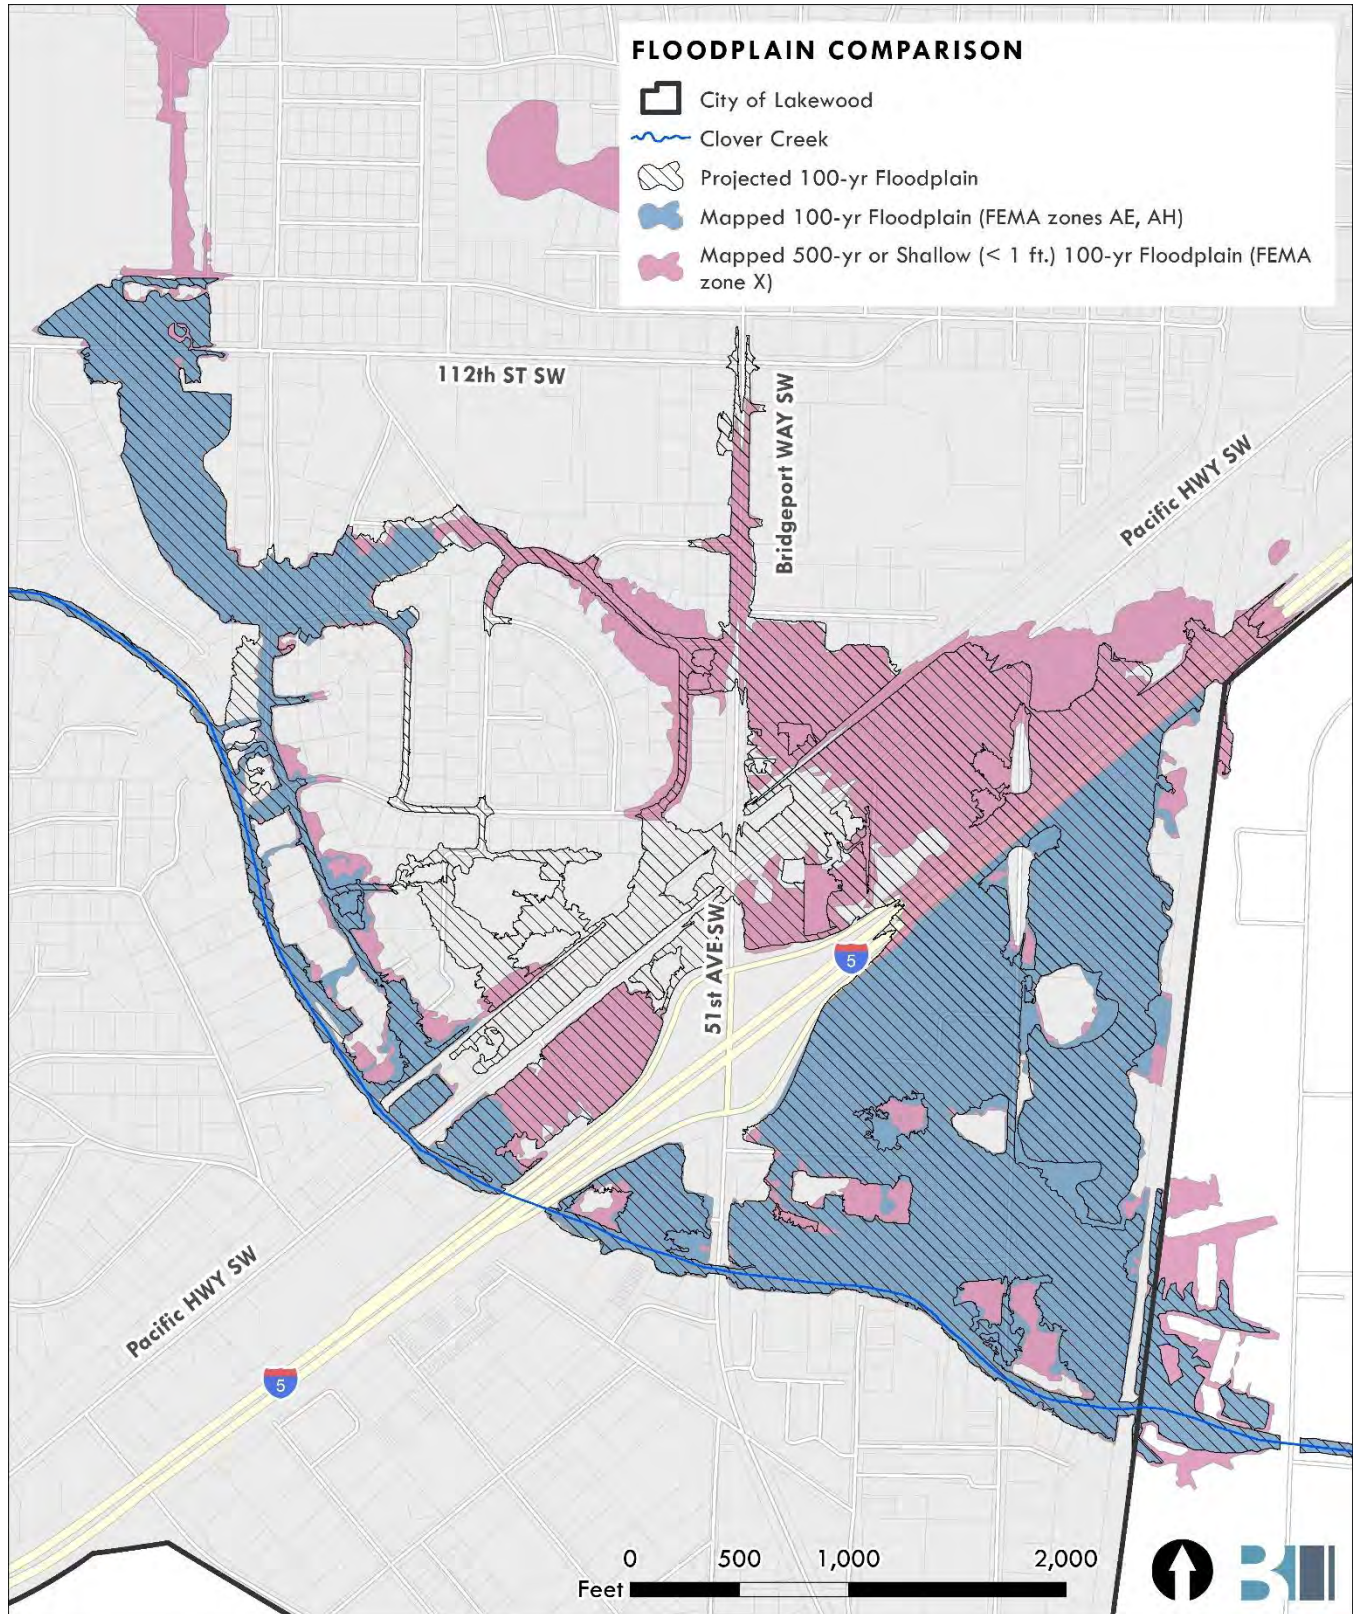 FLOODPLAIN COMPARISON
City of Lakewood
Clover Creek
Projected 100-yr Floodplain
Mapped 100-yr Floodplain (FEMA zones AE, AH)
Mapped 500-yr or Shallow (< 1 ft.) 100-yr Floodplain (FEMA
zone X)
112th ST SW
Bridgeport WAY SW
Pacific HWY SW
51st AVE SW
5
Pacific HWY SW
5
0 500 1,000 2,000
Feet